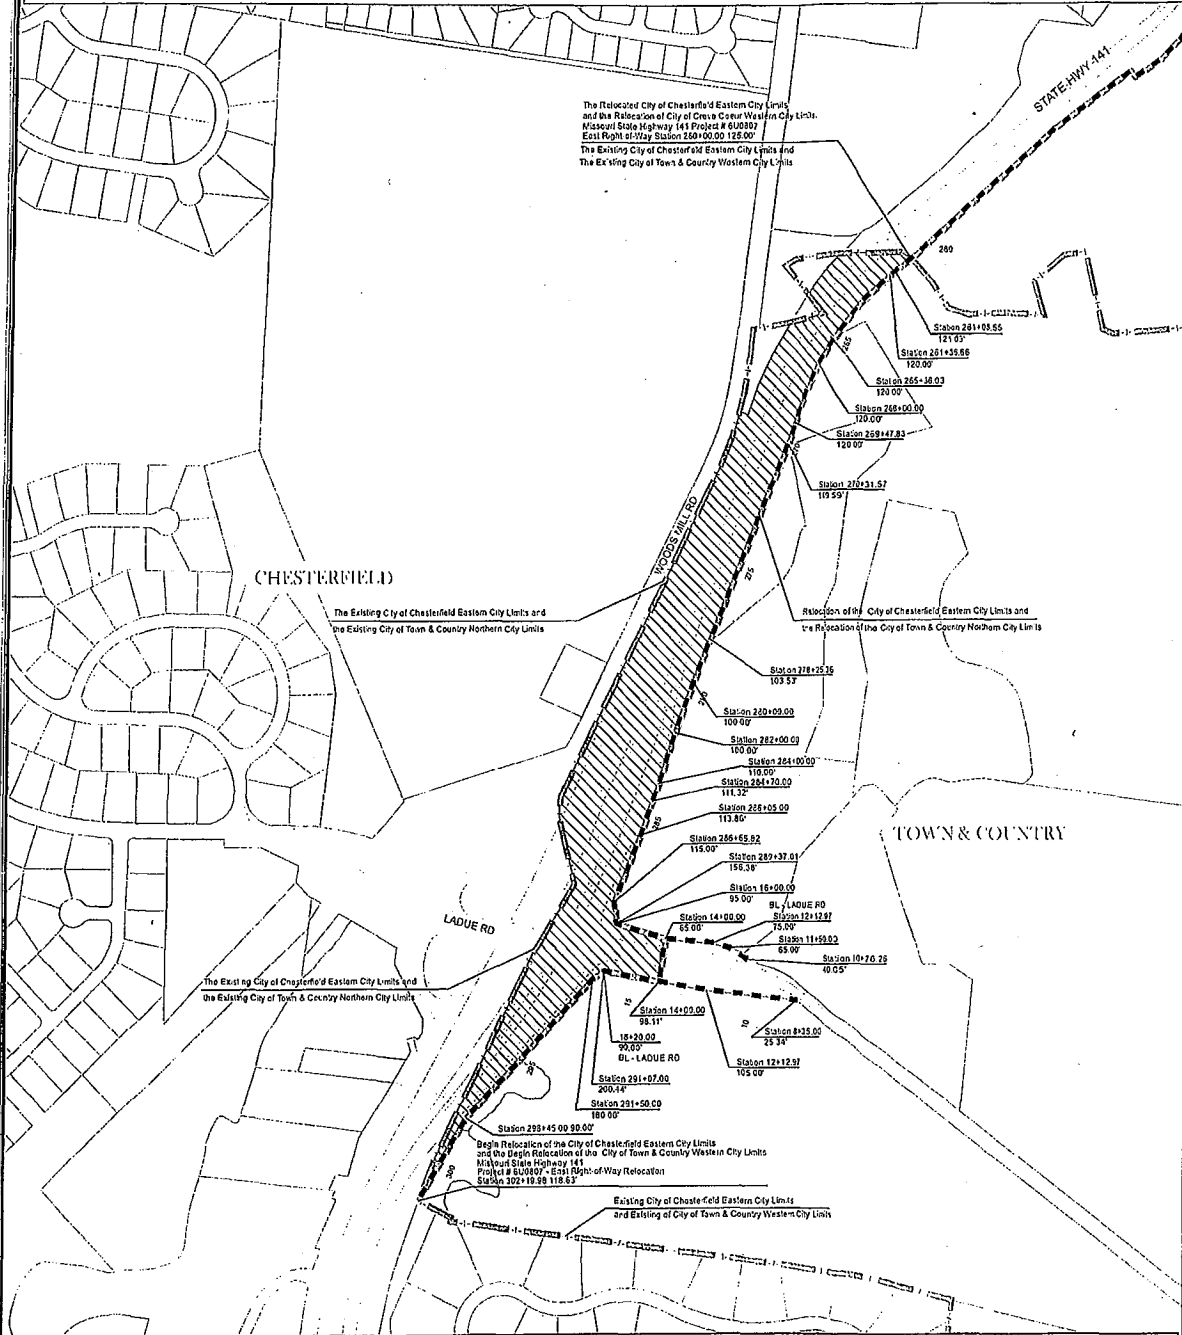 STATE HWY 141
The Relocated City of Chesterfield Eastern City Limits
and the Relocation of City of Creve Coeur Western City Limits.
Missouri State Highway 141 Project # 6U0807
East Right-of-Way Station 260+00.00 125.00'
The Existing City of Chesterfield Eastern City Limits and
The Existing City of Town & Country Western City Limits
260
Station 261+05.55
121.03'
Station 261+35.66
120.00'
265
Station 265+36.03
120.00'
Station 268+00.00
120.00'
Station 269+47.83
120.00'
Station 270+31.57
119.59'
WOODS MILL RD
275
CHESTERFIELD
The Existing City of Chesterfield Eastern City Limits and
the Existing City of Town & Country Northern City Limits
Relocation of the City of Chesterfield Eastern City Limits and
the Relocation of the City of Town & Country Northern City Limits
Station 278+25.36
103.53'
280
Station 280+00.00
100.00'
Station 282+00.00
100.00'
Station 284+00.00
110.00'
Station 284+70.00
111.32'
285
Station 286+05.00
113.86'
TOWN & COUNTRY
Station 286+65.82
115.00'
Station 289+37.01
156.38'
Station 16+00.00
95.00'
BL - LADUE RD
Station 14+00.00
65.00'
Station 12+12.97
75.00'
Station 11+50.00
65.00'
Station 10+26.26
40.05'
LADUE RD
The Existing City of Chesterfield Eastern City Limits and
the Existing City of Town & Country Northern City Limits
15
Station 14+00.00
98.11'
10
Station 8+35.00
25.34'
16+20.00
90.00'
BL - LADUE RD
Station 12+12.97
105.00'
295
Station 291+07.00
200.44'
Station 291+50.00
180.00'
Station 298+45.00 90.00'
Begin Relocation of the City of Chesterfield Eastern City Limits
and the Begin Relocation of the City of Town & Country Western City Limits
Missouri State Highway 141
Project # 6U0807 - East Right-of-Way Relocation
Station 302+19.98 118.63'
300
Existing City of Chesterfield Eastern City Limits
and Existing of City of Town & Country Western City Limits